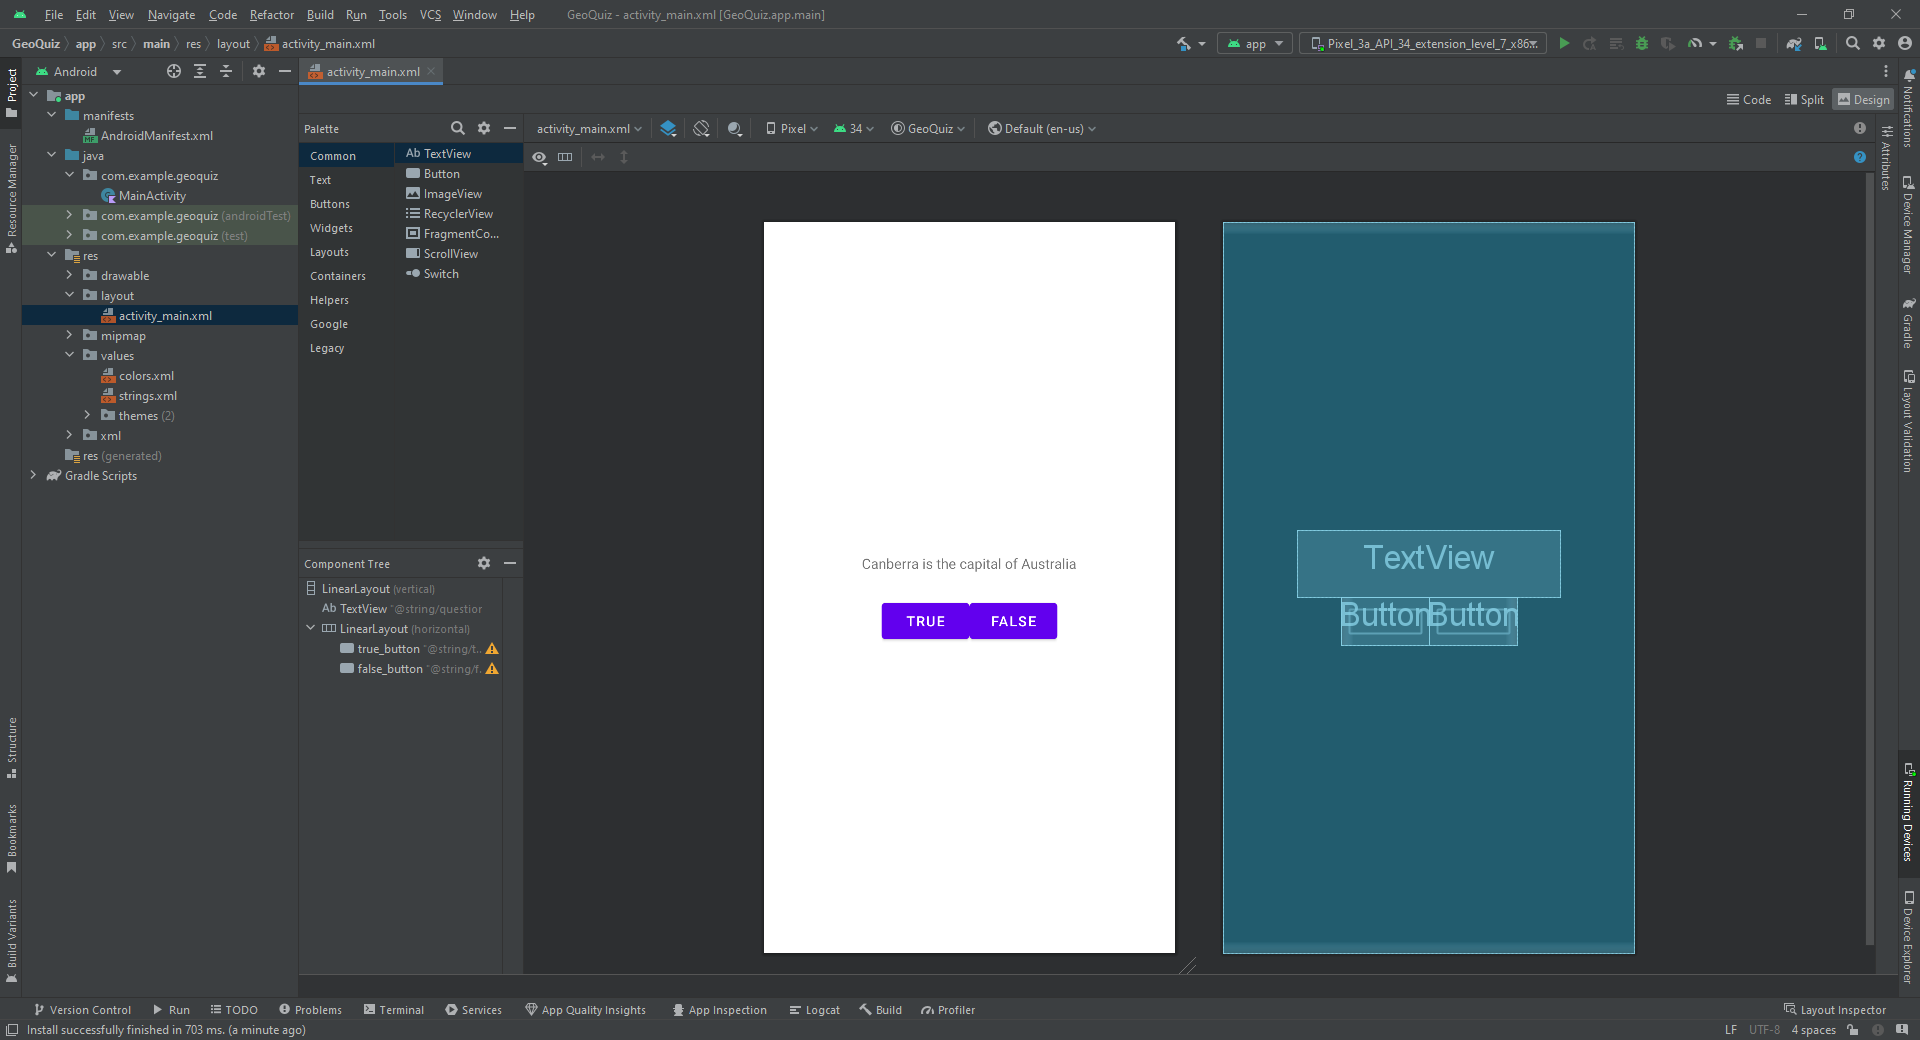 File Edit View Navigate Code Refactor Build Run Tools VCS Window Help GeoQuiz - activity_main.xml [GeoQuiz.app.main]
GeoQuiz app src main res layout activity_main.xml
app Pixel_3a_API_34_extension_level_7_x86...
Android
activity_main.xml
Code Split Design
Project
Resource Manager
Structure
Bookmarks
Build Variants
app
manifests
AndroidManifest.xml
java
com.example.geoquiz
MainActivity
com.example.geoquiz (androidTest)
com.example.geoquiz (test)
res
drawable
layout
activity_main.xml
mipmap
values
colors.xml
strings.xml
themes (2)
xml
res (generated)
Gradle Scripts
Palette
Common
Text
Buttons
Widgets
Layouts
Containers
Helpers
Google
Legacy
Ab TextView
Button
ImageView
RecyclerView
FragmentCo...
ScrollView
Switch
activity_main.xml Pixel 34 GeoQuiz Default (en-us)
Component Tree
LinearLayout (vertical)
Ab TextView "@string/questior
LinearLayout (horizontal)
true_button "@string/t...
false_button "@string/f...
Canberra is the capital of Australia
TRUE FALSE
TextView
Button Button
Attributes
Notifications
Device Manager
Gradle
Layout Validation
Running Devices
Device Explorer
Version Control Run TODO Problems Terminal Services App Quality Insights App Inspection Logcat Build Profiler Layout Inspector
Install successfully finished in 703 ms. (a minute ago) LF UTF-8 4 spaces